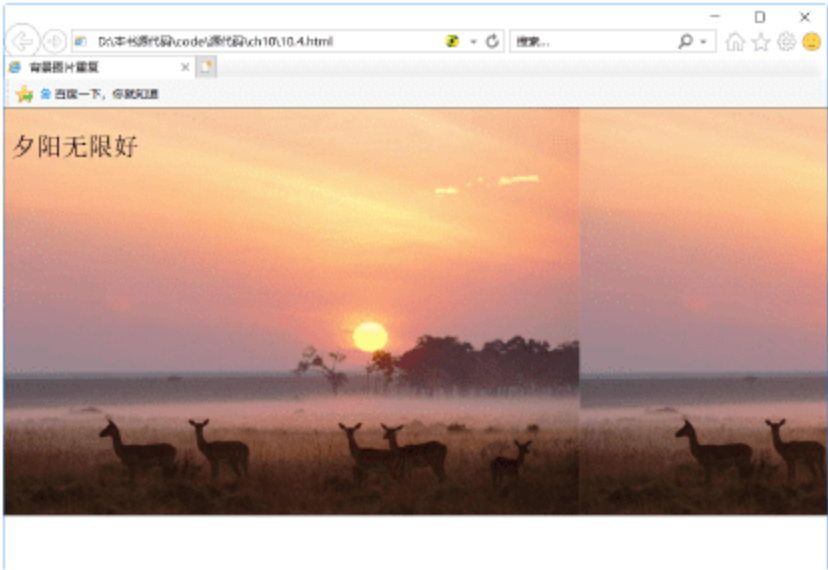 D:\本书源代码\code\源代码\ch10\10.4.html
搜索...
背景图片重复
百度一下，你就知道
夕阳无限好